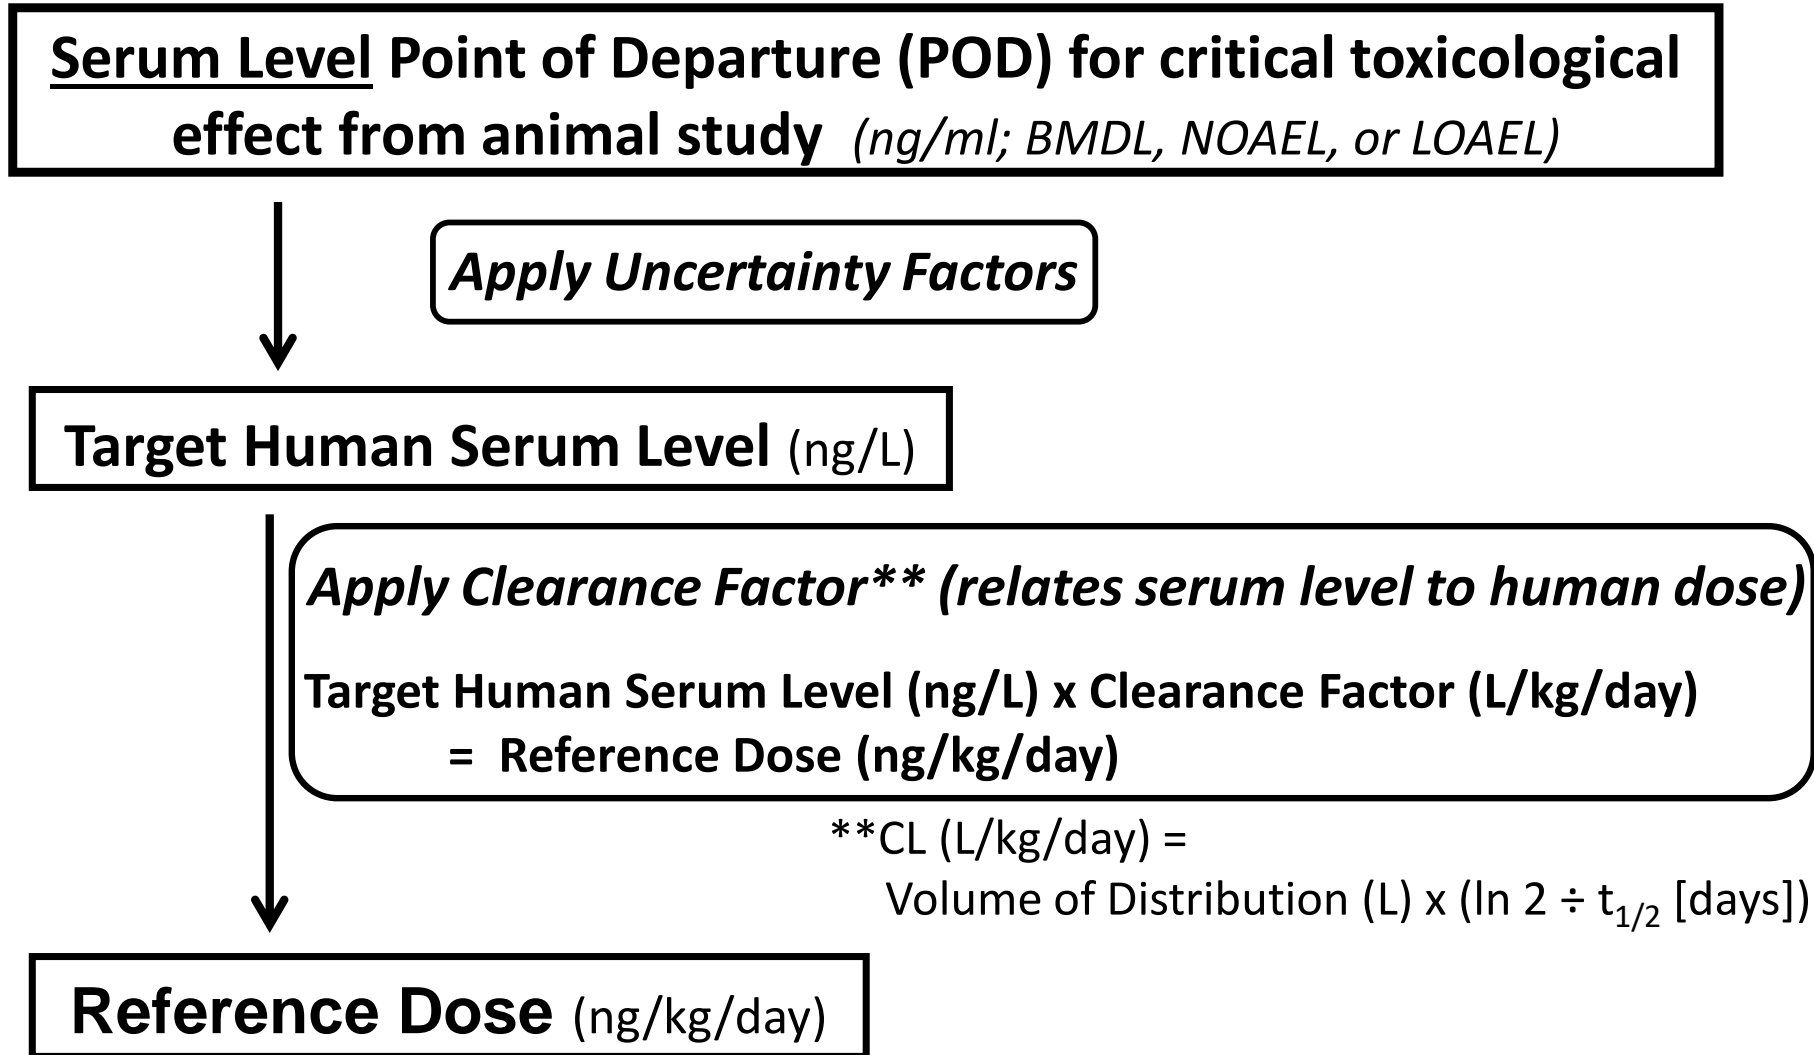 Serum Level Point of Departure (POD) for critical toxicological
effect from animal study (ng/ml; BMDL, NOAEL, or LOAEL)
Apply Uncertainty Factors
Target Human Serum Level (ng/L)
Apply Clearance Factor** (relates serum level to human dose)
Target Human Serum Level (ng/L) x Clearance Factor (L/kg/day)
= Reference Dose (ng/kg/day)
**CL (L/kg/day) =
Volume of Distribution (L) x (ln 2 ÷ t1/2 [days])
Reference Dose (ng/kg/day)